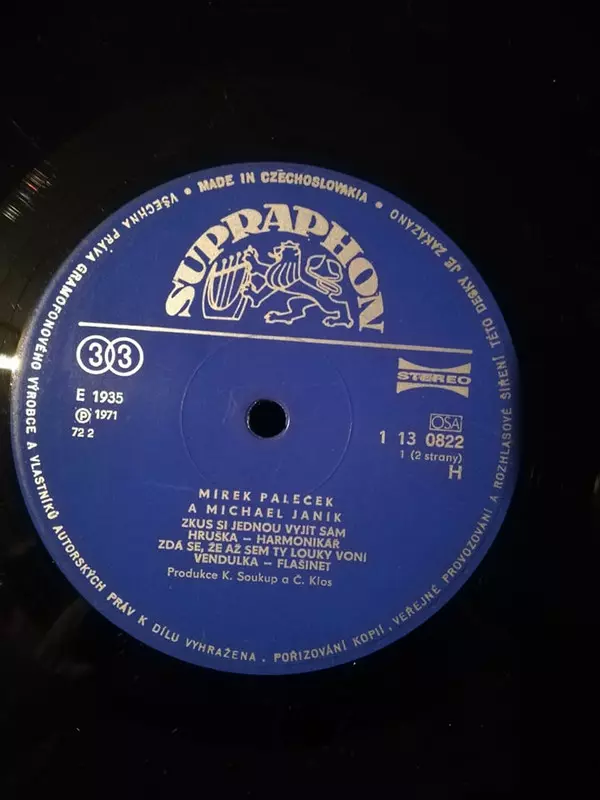 • MADE IN CZECHOSLOVAKIA •
VŠECHNA PRÁVA GRAMOFONOVÉHO VÝROBCE A VLASTNÍKŮ AUTORSKÝCH PRÁV K DÍLU VYHRAŽENA . POŘIZOVÁNÍ KOPIÍ, VEŘEJNÉ PROVOZOVÁNÍ A ROZHLASOVÉ ŠÍŘENÍ TÉTO DESKY JE ZAKÁZÁNO
SUPRAPHON
33
STEREO
E 1935
Ⓟ 1971
72 2
OSA
1 13 0822
1 (2 strany)
H
MIREK PALEČEK
A MICHAEL JANÍK
ZKUS SI JEDNOU VYJÍT SÁM
HRUŠKA – HARMONIKÁŘ
ZDÁ SE, ŽE AŽ SEM TY LOUKY VONÍ
VENDULKA – FLAŠINET
Produkce K. Soukup a Č. Klos